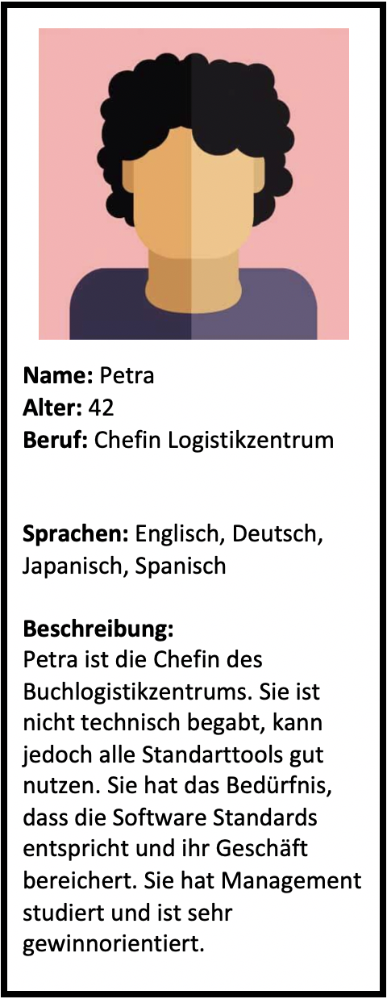 Name: Petra
Alter: 42
Beruf: Chefin Logistikzentrum
Sprachen: Englisch, Deutsch,
Japanisch, Spanisch
Beschreibung:
Petra ist die Chefin des
Buchlogistikzentrums. Sie ist
nicht technisch begabt, kann
jedoch alle Standarttools gut
nutzen. Sie hat das Bedürfnis,
dass die Software Standards
entspricht und ihr Geschäft
bereichert. Sie hat Management
studiert und ist sehr
gewinnorientiert.